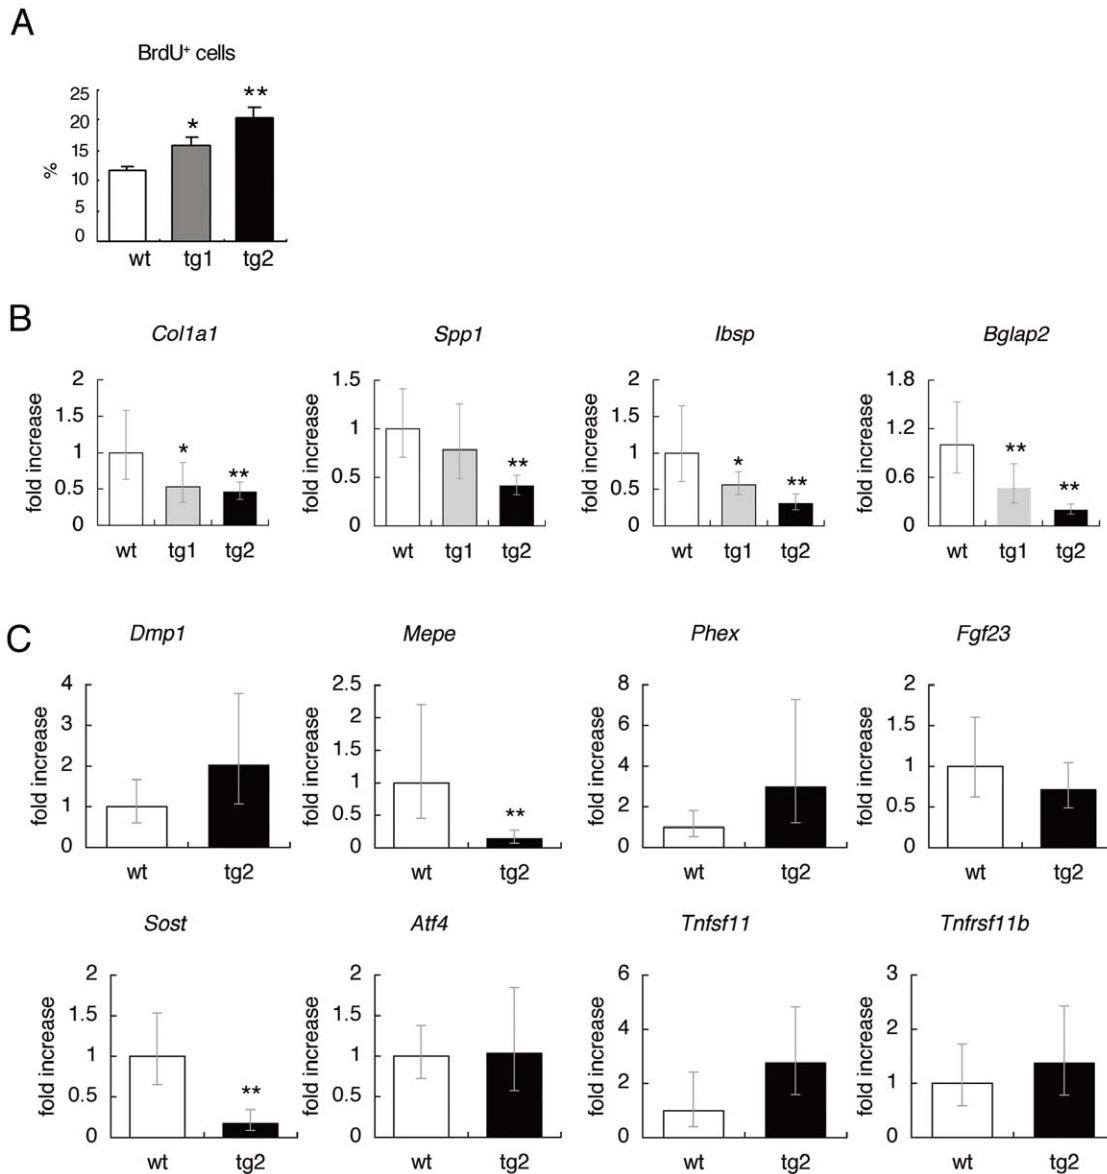 A
BrdU⁺ cells
25
20
15
10
5
0
%
* **
wt tg1 tg2
B
Col1a1 Spp1 Ibsp Bglap2
fold increase
2
1.5
1
0.5
0
* **
wt tg1 tg2
fold increase
1.5
1
0.5
0
**
wt tg1 tg2
fold increase
2
1.5
1
0.5
0
* **
wt tg1 tg2
fold increase
1.8
1.2
0.6
0
** **
wt tg1 tg2
C
Dmp1 Mepe Phex Fgf23
fold increase
4
3
2
1
0
wt tg2
fold increase
2.5
2
1.5
1
0.5
0
**
wt tg2
fold increase
8
6
4
2
0
wt tg2
fold increase
2
1.5
1
0.5
0
wt tg2
Sost Atf4 Tnfsf11 Tnfrsf11b
fold increase
2
1.5
1
0.5
0
**
wt tg2
fold increase
2
1.5
1
0.5
0
wt tg2
fold increase
6
4
2
0
wt tg2
fold increase
3
2
1
0
wt tg2